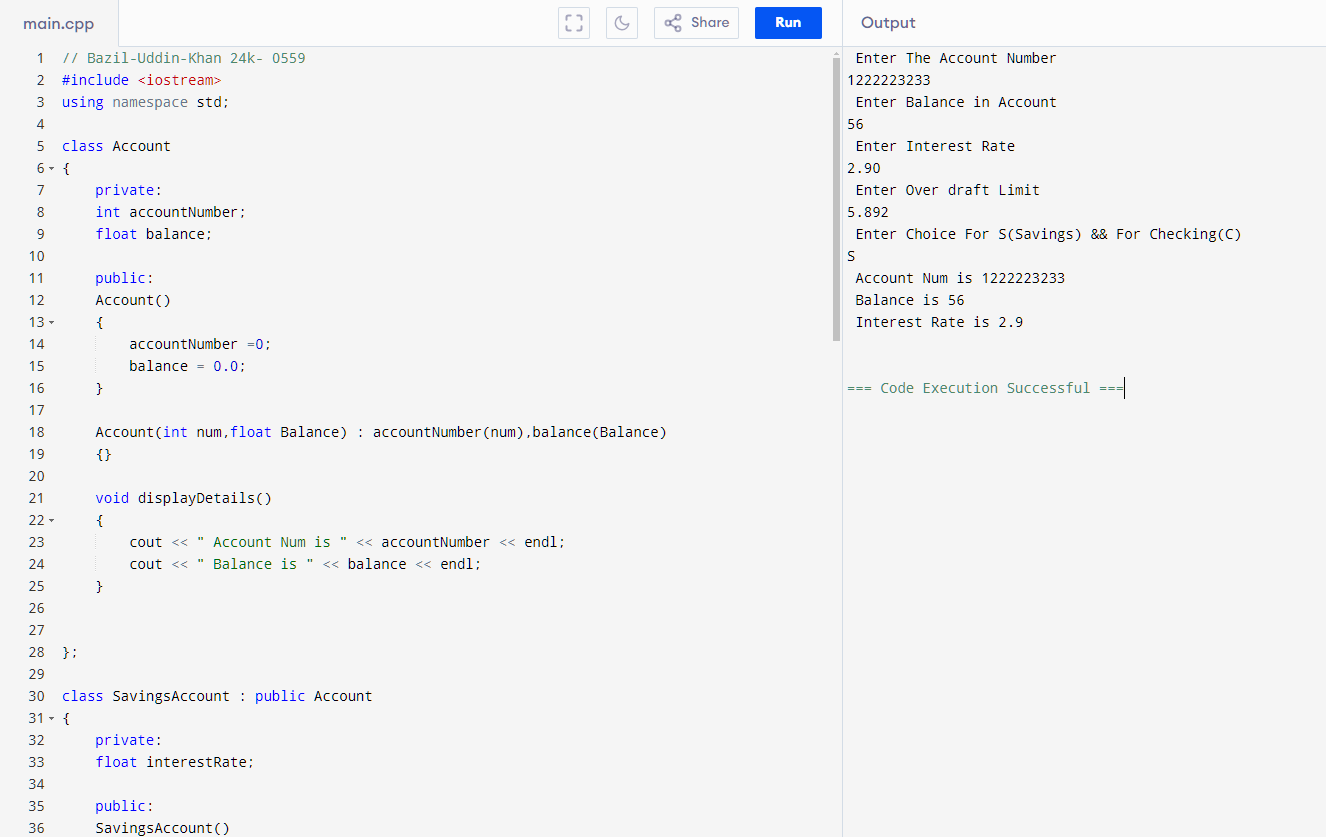 main.cpp
Share
Run
Output
1 // Bazil-Uddin-Khan 24k- 0559
2 #include <iostream>
3 using namespace std;
4
5 class Account
6 {
7     private:
8     int accountNumber;
9     float balance;
10
11     public:
12     Account()
13     {
14         accountNumber =0;
15         balance = 0.0;
16     }
17
18     Account(int num,float Balance) : accountNumber(num),balance(Balance)
19     {}
20
21     void displayDetails()
22     {
23         cout << " Account Num is " << accountNumber << endl;
24         cout << " Balance is " << balance << endl;
25     }
26
27
28 };
29
30 class SavingsAccount : public Account
31 {
32     private:
33     float interestRate;
34
35     public:
36     SavingsAccount()
Enter The Account Number
1222223233
Enter Balance in Account
56
Enter Interest Rate
2.90
Enter Over draft Limit
5.892
Enter Choice For S(Savings) && For Checking(C)
S
Account Num is 1222223233
Balance is 56
Interest Rate is 2.9
=== Code Execution Successful ===